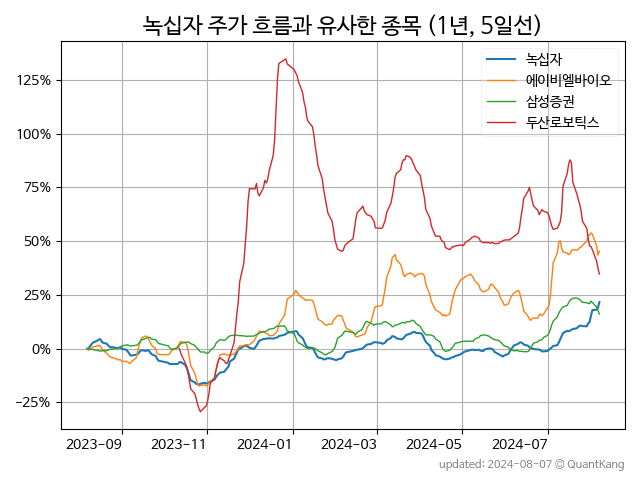 녹십자 주가 흐름과 유사한 종목 (1년, 5일선)
녹십자
에이비엘바이오
삼성증권
두산로보틱스
125%
100%
75%
50%
25%
0%
−25%
2023-09 2023-11 2024-01 2024-03 2024-05 2024-07
updated: 2024-08-07 © QuantKang